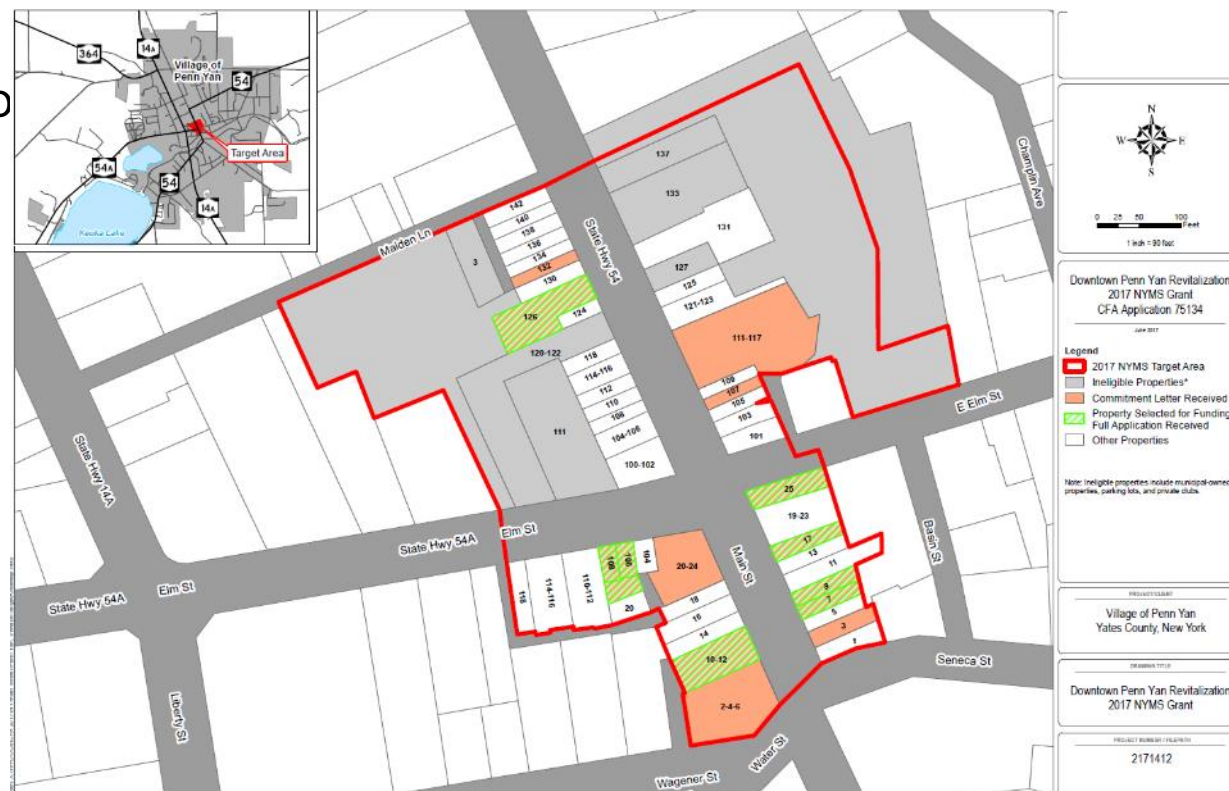 364
14A
Village of
Penn Yan
54
Target Area
54A
54
14A
Keuka Lake
Maiden Ln
State Hwy 54
Champlin Ave
N
W
E
S
0 25 50 100
Feet
1 inch = 90 feet
Downtown Penn Yan Revitalization
2017 NYMS Grant
CFA Application 75134
June 2017
Legend
2017 NYMS Target Area
Ineligible Properties*
Commitment Letter Received
Property Selected for Funding
Full Application Received
Other Properties
Note: Ineligible properties include municipal-owned
properties, parking lots, and private clubs.
PROJECT/CLIENT
Village of Penn Yan
Yates County, New York
DRAWING TITLE
Downtown Penn Yan Revitalization
2017 NYMS Grant
PROJECT NUMBER / FILEPATH
2171412
142
140
138
136
134
132
130
3
126
124
120-122
118
114-116
112
110
111
104-106
100-102
137
133
131
127
125
121-123
111-117
109
107
105
103
101
E Elm St
State Hwy 14A
State Hwy 54A
Elm St
State Hwy 54A
Elm St
Liberty St
118
114-116
110-112
108
104
20
20-24
18
14
10-12
2-4-6
Main St
19-23
17
13
11
9
7
5
3
1
Basin St
Seneca St
Water St
Wagener St